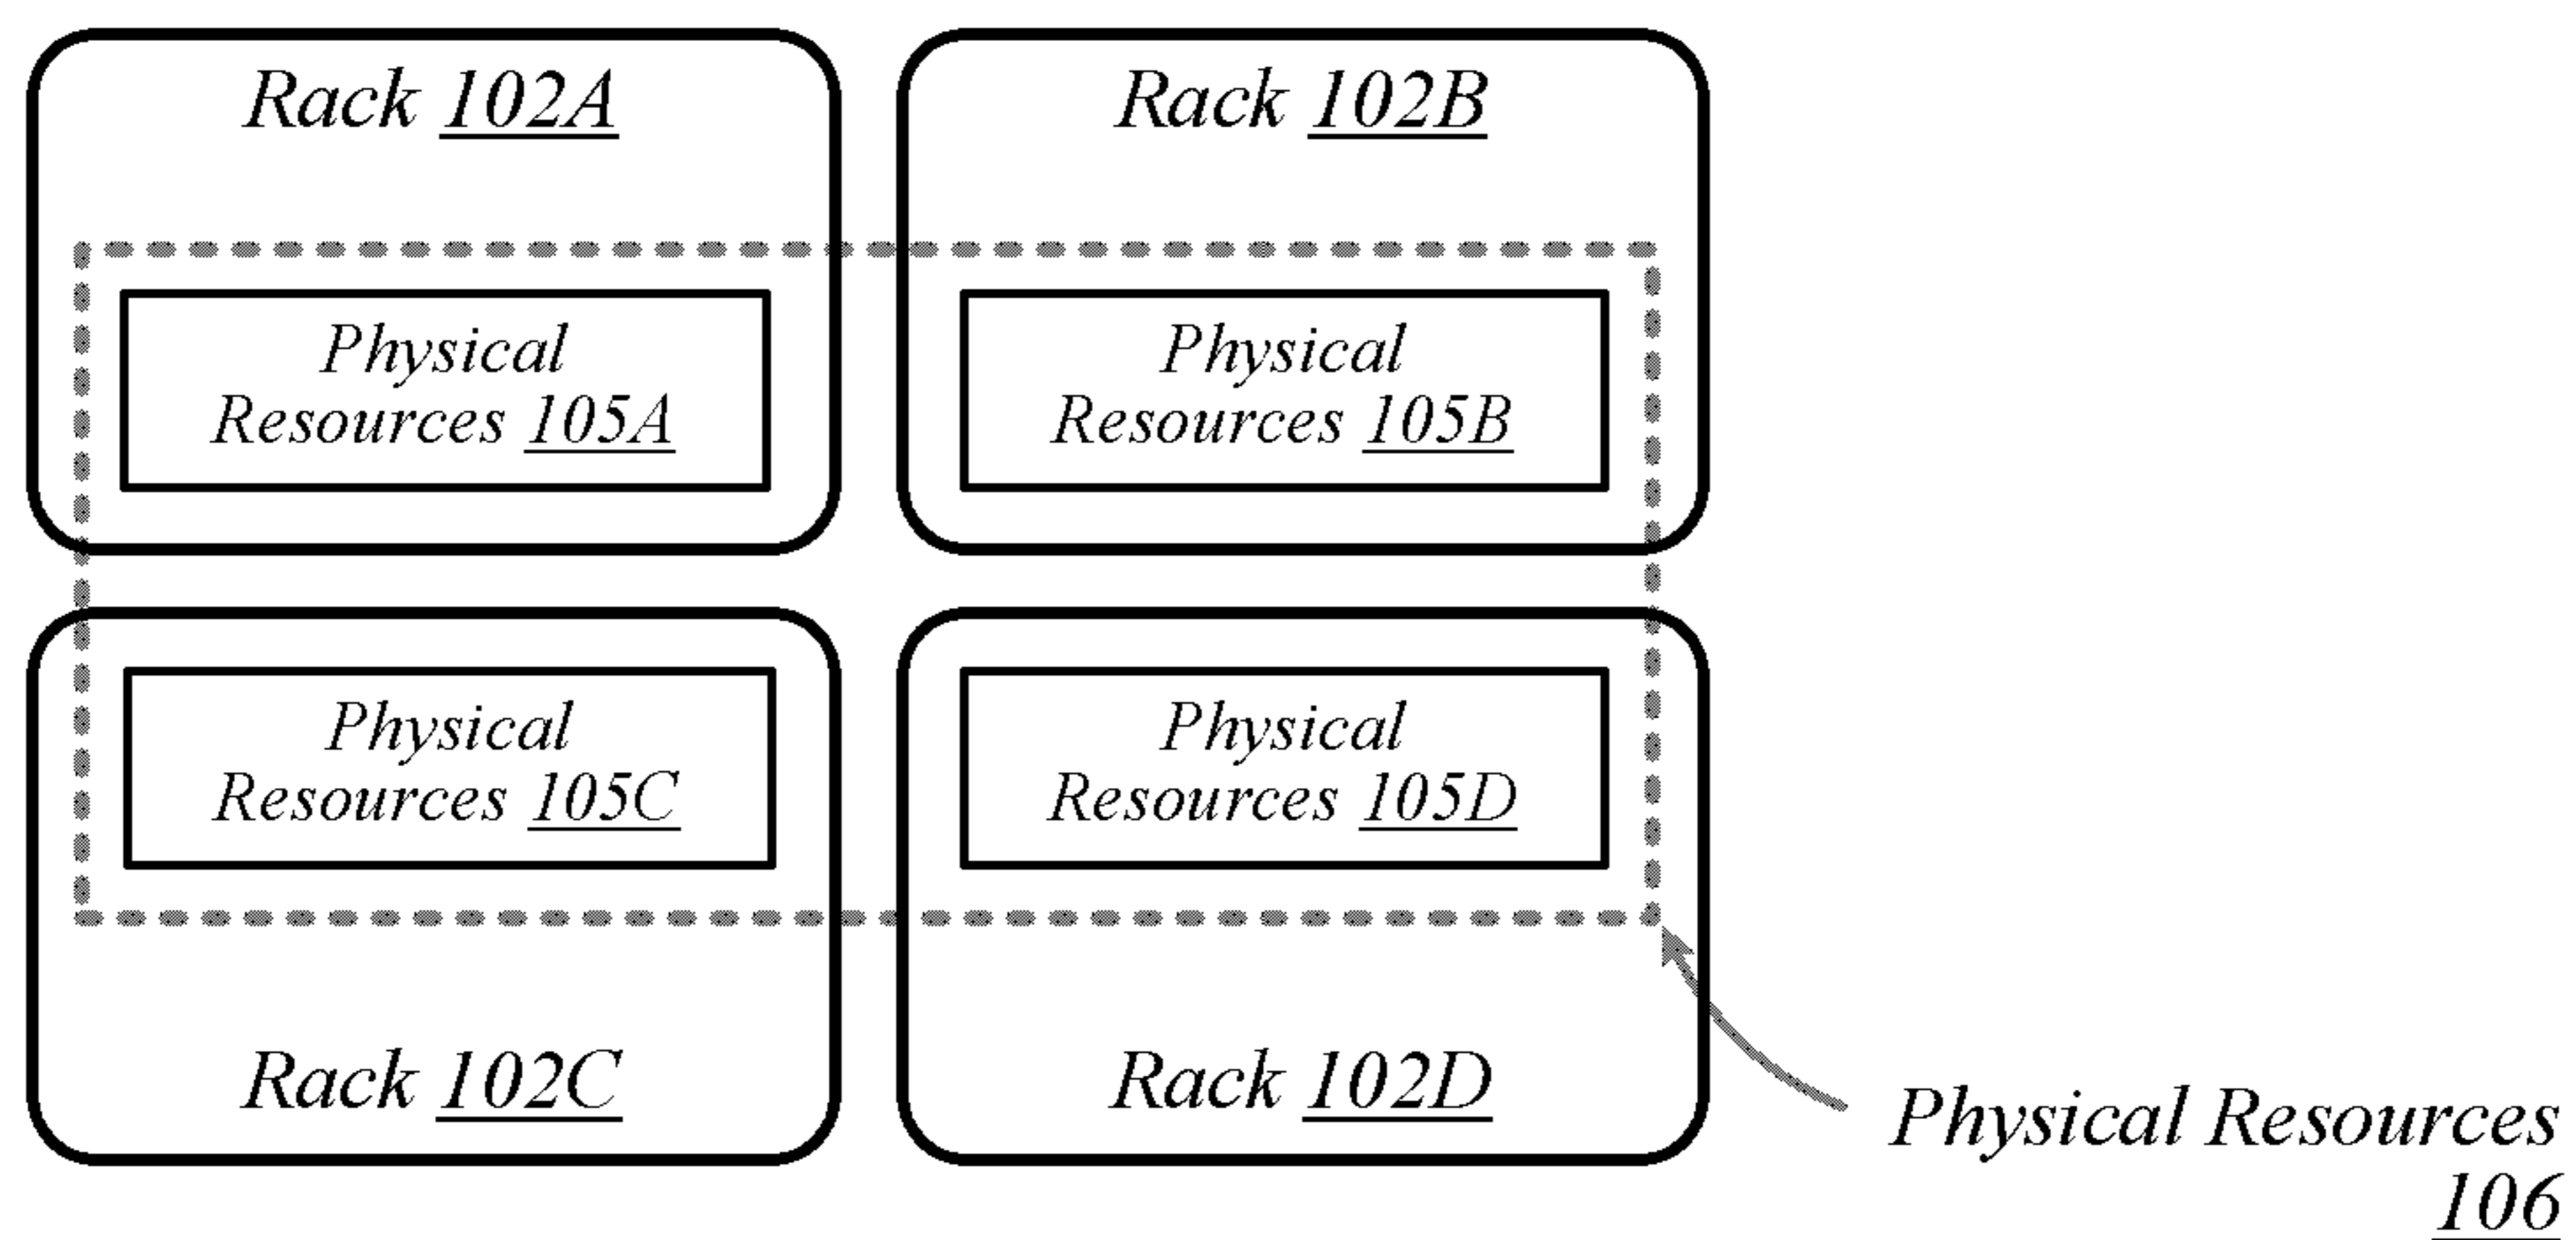 Rack 102A
Rack 102B
Physical
Resources 105A
Physical
Resources 105B
Physical
Resources 105C
Physical
Resources 105D
Rack 102C
Rack 102D
Physical Resources
106